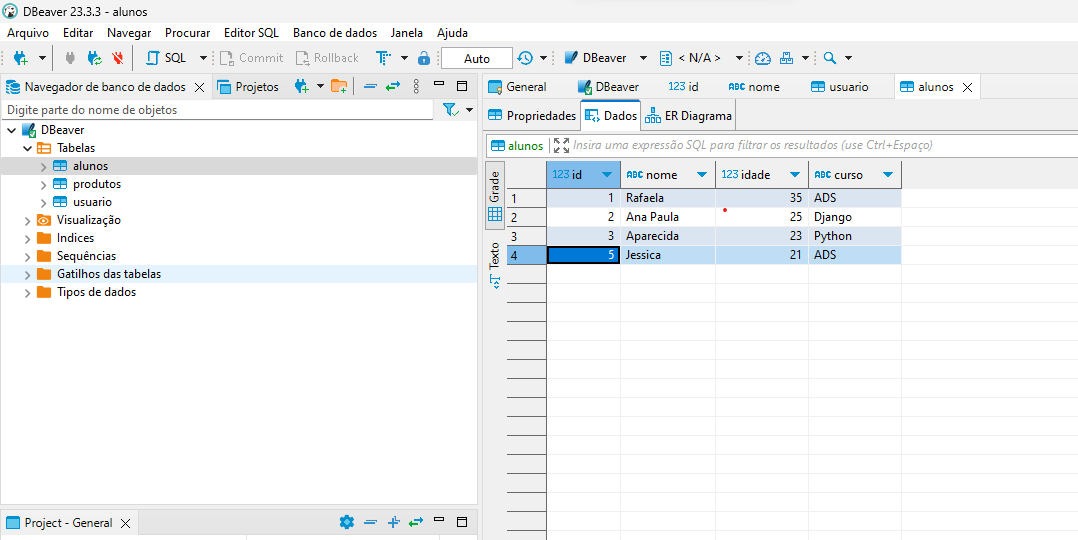 DBeaver 23.3.3 - alunos
Arquivo Editar Navegar Procurar Editor SQL Banco de dados Janela Ajuda
SQL Commit Rollback Auto DBeaver < N/A >
Navegador de banco de dados Projetos
Digite parte do nome de objetos
DBeaver
Tabelas
alunos
produtos
usuario
Visualização
Indices
Sequências
Gatilhos das tabelas
Tipos de dados
Project - General
General DBeaver 123 id ABC nome usuario alunos
Propriedades Dados ER Diagrama
alunos Insira uma expressão SQL para filtrar os resultados (use Ctrl+Espaço)
Grade
Texto
123 id ABC nome 123 idade ABC curso
1 1 Rafaela 35 ADS
2 2 Ana Paula 25 Django
3 3 Aparecida 23 Python
4 5 Jessica 21 ADS